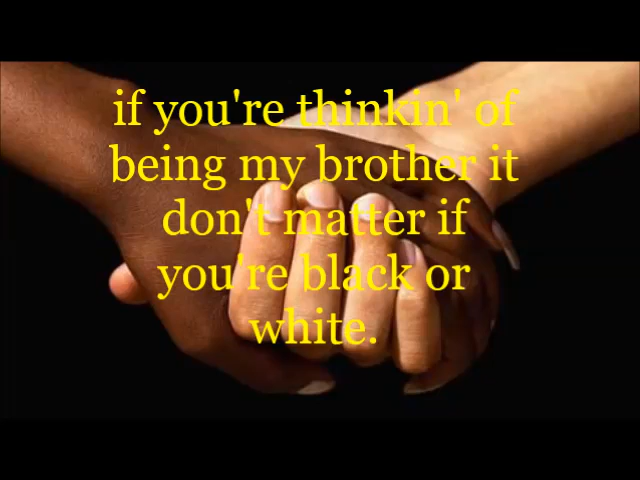 if you're thinkin' of
being my brother it
don't matter if
you're black or
white.